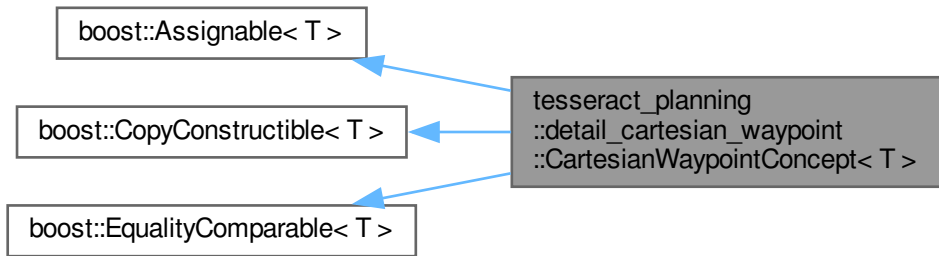 boost::Assignable< T >
boost::CopyConstructible< T >
boost::EqualityComparable< T >
tesseract_planning
::detail_cartesian_waypoint
::CartesianWaypointConcept< T >